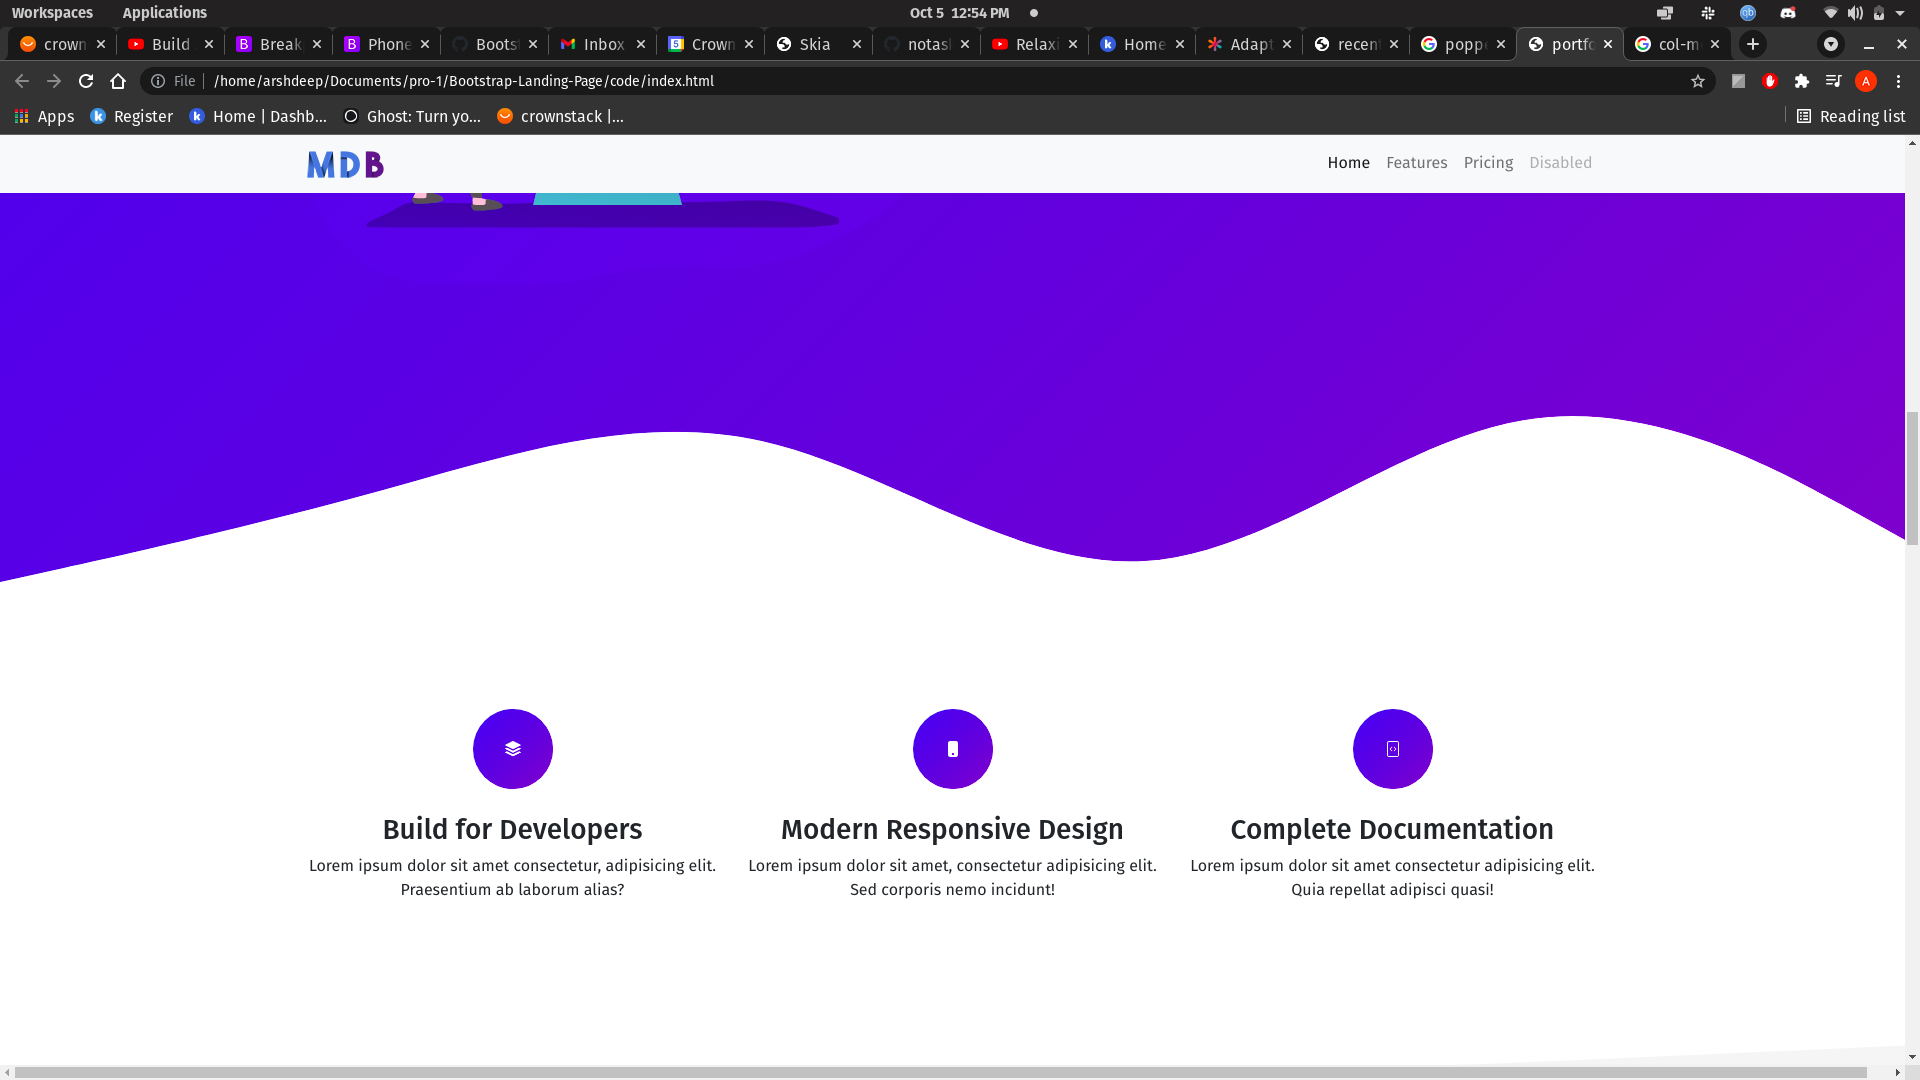 Workspaces Applications Oct 5 12:54 PM
crown Build Break Phone Boots Inbox Crown Skia notas Relaxi Home Adapt recen poppe portfo col-m
File /home/arshdeep/Documents/pro-1/Bootstrap-Landing-Page/code/index.html A
Apps Register Home | Dashb... Ghost: Turn yo... crownstack |... Reading list
MDB Home Features Pricing Disabled
Build for Developers
Lorem ipsum dolor sit amet consectetur, adipisicing elit.
Praesentium ab laborum alias?
Modern Responsive Design
Lorem ipsum dolor sit amet, consectetur adipisicing elit.
Sed corporis nemo incidunt!
Complete Documentation
Lorem ipsum dolor sit amet consectetur adipisicing elit.
Quia repellat adipisci quasi!